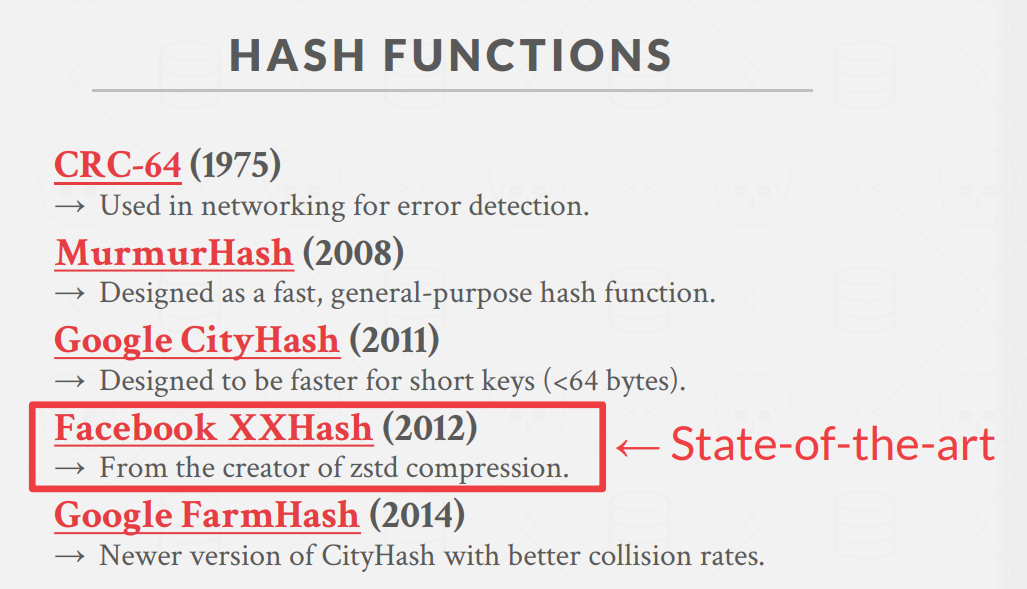 HASH FUNCTIONS
CRC-64 (1975)
→ Used in networking for error detection.
MurmurHash (2008)
→ Designed as a fast, general-purpose hash function.
Google CityHash (2011)
→ Designed to be faster for short keys (<64 bytes).
Facebook XXHash (2012)
→ From the creator of zstd compression.
← State-of-the-art
Google FarmHash (2014)
→ Newer version of CityHash with better collision rates.